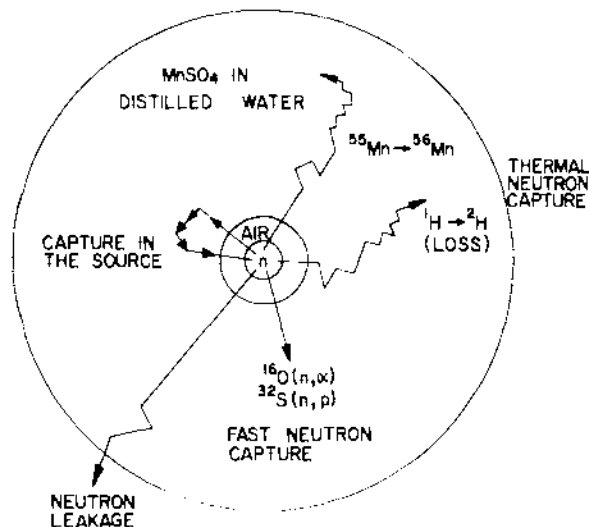 MnSO₄ IN
DISTILLED WATER
⁵⁵Mn → ⁵⁶Mn
THERMAL
NEUTRON
CAPTURE
¹H → ²H
(LOSS)
AIR
n
CAPTURE IN
THE SOURCE
¹⁶O(n,α)
³²S(n,p)
FAST NEUTRON
CAPTURE
NEUTRON
LEAKAGE